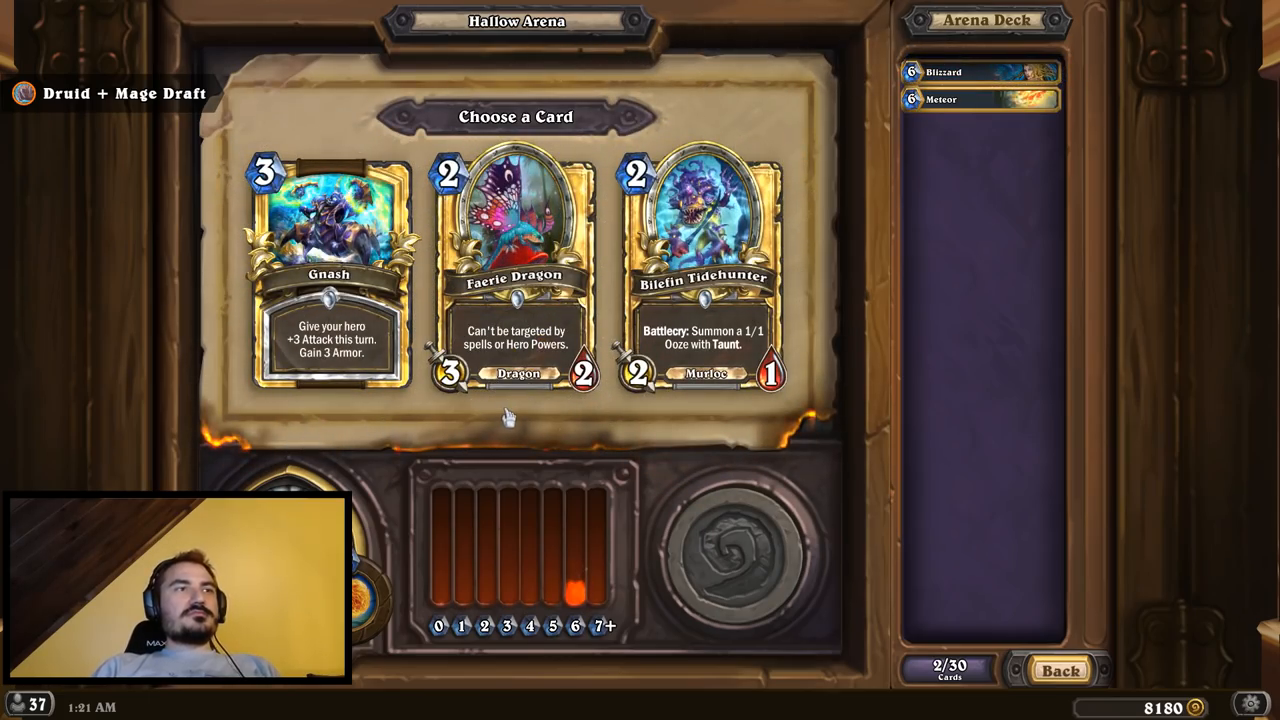 Hallow Arena
Arena Deck
6 Blizzard
6 Meteor
Druid + Mage Draft
Choose a Card
3
Gnash
Give your hero
+3 Attack this turn.
Gain 3 Armor.
2
Faerie Dragon
Can't be targeted by
spells or Hero Powers.
3 Dragon 2
2
Bilefin Tidehunter
Battlecry: Summon a 1/1
Ooze with Taunt.
2 Murloc 1
MAX
0 1 2 3 4 5 6 7+
2/30
Cards
Back
37 1:21 AM
8180